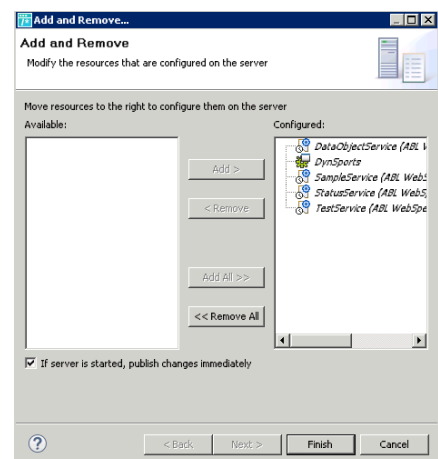 Add and Remove...
Add and Remove
Modify the resources that are configured on the server
Move resources to the right to configure them on the server
Available:
Configured:
DataObjectService (ABL W
DynSports
SampleService (ABL WebS
StatusService (ABL WebS
TestService (ABL WebSpe
Add >
< Remove
Add All >>
<< Remove All
If server is started, publish changes immediately
?
< Back
Next >
Finish
Cancel